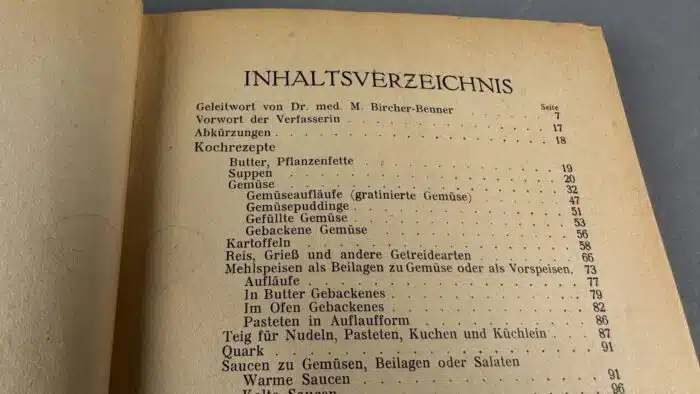 INHALTSVERZEICHNIS
Seite
Geleitwort von Dr. med. M. Bircher-Benner 7
Vorwort der Verfasserin . . . . . . . . . . 17
Abkürzungen . . . . . . . . . . . . . . 18
Kochrezepte
Butter, Pflanzenfette . . . . . . . . . . 19
Suppen . . . . . . . . . . . . . . 20
Gemüse . . . . . . . . . . . . . . 32
Gemüseaufläufe (gratinierte Gemüse) . . . . 47
Gemüsepuddinge . . . . . . . . . . 51
Gefüllte Gemüse . . . . . . . . . . 53
Gebackene Gemüse . . . . . . . . . . 56
Kartoffeln . . . . . . . . . . . . . 58
Reis, Grieß und andere Getreidearten . . . . 66
Mehlspeisen als Beilagen zu Gemüse oder als Vorspeisen. 73
Aufläufe . . . . . . . . . . . . . 77
In Butter Gebackenes . . . . . . . . . 79
Im Ofen Gebackenes . . . . . . . . . 82
Pasteten in Auflaufform . . . . . . . . 86
Teig für Nudeln, Pasteten, Kuchen und Küchlein . . 87
Quark . . . . . . . . . . . . . . 91
Saucen zu Gemüsen, Beilagen oder Salaten
Warme Saucen . . . . . . . . . . . 91
Kalte Saucen . . . . . . . . . . . 96